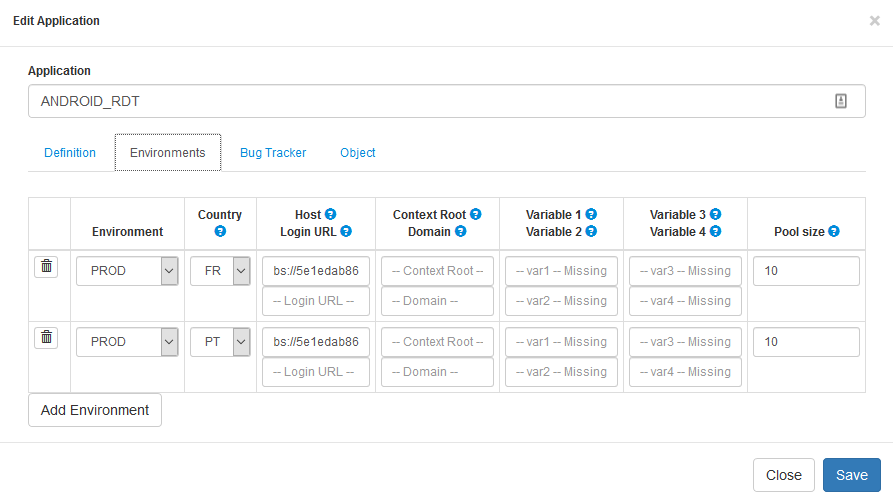 Edit Application ×
Application
ANDROID_RDT
Definition Environments Bug Tracker Object
Country Host Context Root Variable 1 Variable 3
Environment Login URL Domain Variable 2 Variable 4 Pool size
PROD FR bs://5e1edab86 -- Context Root -- -- var1 -- Missing -- var3 -- Missing 10
-- Login URL -- -- Domain -- -- var2 -- Missing -- var4 -- Missing
PROD PT bs://5e1edab86 -- Context Root -- -- var1 -- Missing -- var3 -- Missing 10
-- Login URL -- -- Domain -- -- var2 -- Missing -- var4 -- Missing
Add Environment
Close Save